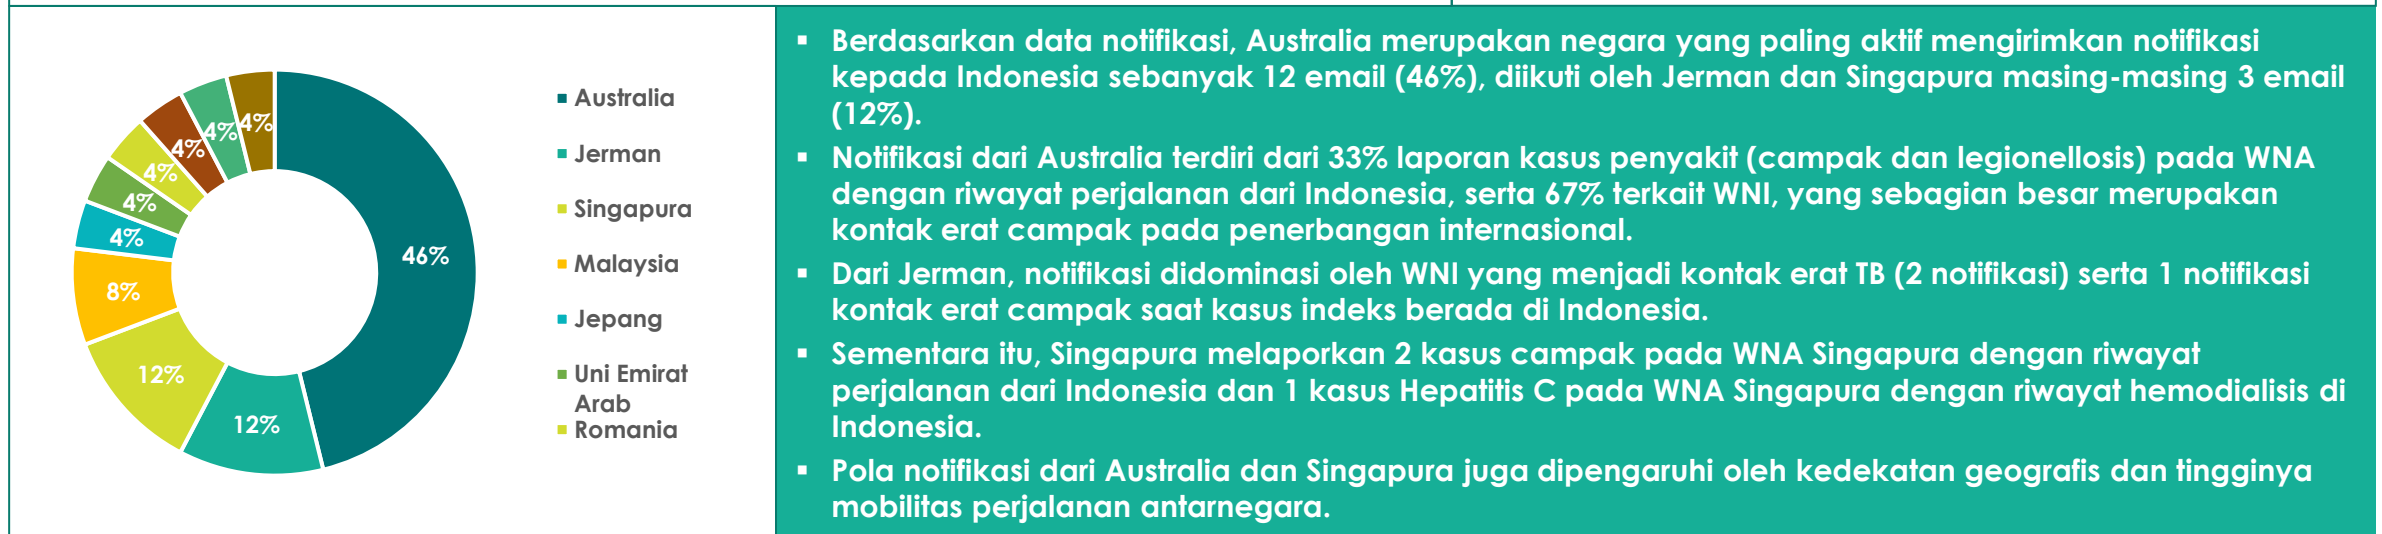 46%
12%
12%
8%
4%
4%
4%
4%
4%
4%
Australia
Jerman
Singapura
Malaysia
Jepang
Uni Emirat
Arab
Romania
▪ Berdasarkan data notifikasi, Australia merupakan negara yang paling aktif mengirimkan notifikasi
kepada Indonesia sebanyak 12 email (46%), diikuti oleh Jerman dan Singapura masing-masing 3 email
(12%).
▪ Notifikasi dari Australia terdiri dari 33% laporan kasus penyakit (campak dan legionellosis) pada WNA
dengan riwayat perjalanan dari Indonesia, serta 67% terkait WNI, yang sebagian besar merupakan
kontak erat campak pada penerbangan internasional.
▪ Dari Jerman, notifikasi didominasi oleh WNI yang menjadi kontak erat TB (2 notifikasi) serta 1 notifikasi
kontak erat campak saat kasus indeks berada di Indonesia.
▪ Sementara itu, Singapura melaporkan 2 kasus campak pada WNA Singapura dengan riwayat
perjalanan dari Indonesia dan 1 kasus Hepatitis C pada WNA Singapura dengan riwayat hemodialisis di
Indonesia.
▪ Pola notifikasi dari Australia dan Singapura juga dipengaruhi oleh kedekatan geografis dan tingginya
mobilitas perjalanan antarnegara.